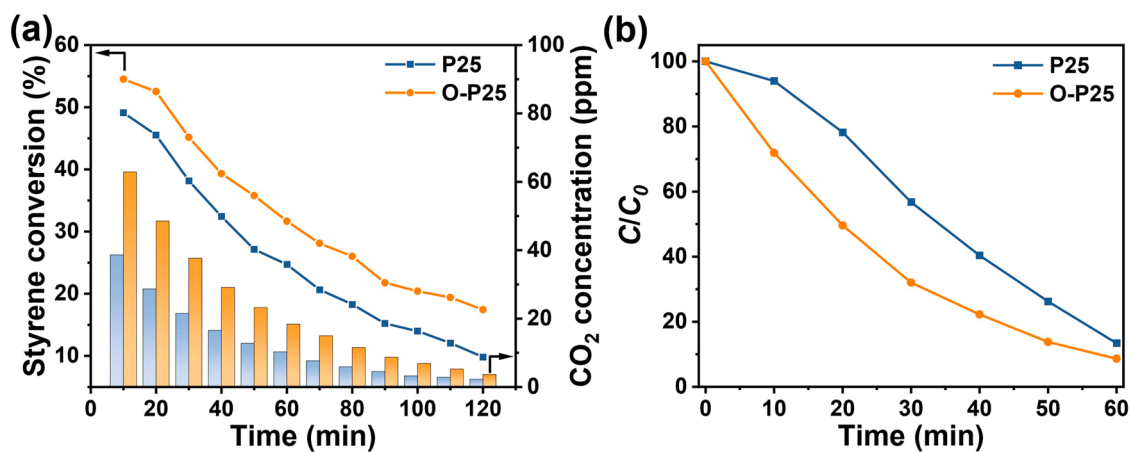 (a)
60
50
40
30
20
10
Styrene conversion (%)
P25
O-P25
100
80
60
40
20
0
CO2 concentration (ppm)
0 20 40 60 80 100 120
Time (min)
(b)
100
80
60
40
20
0
C/C0
P25
O-P25
0 10 20 30 40 50 60
Time (min)